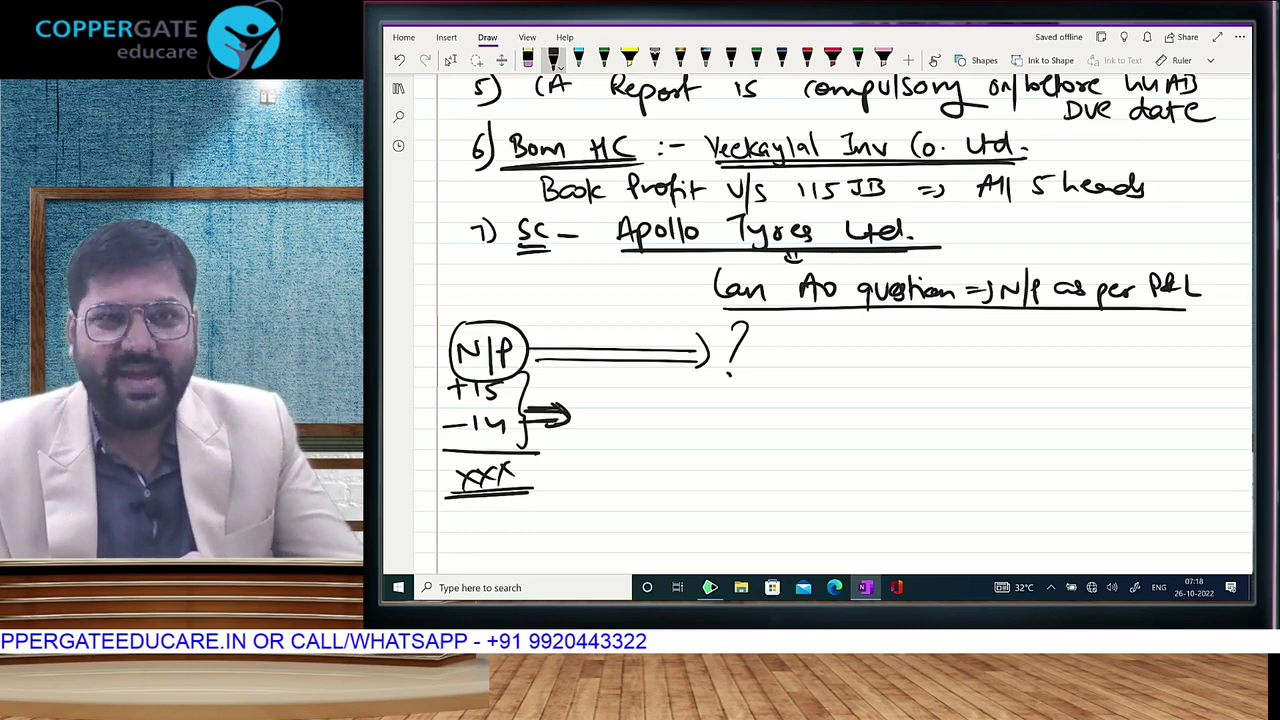 COPPERGATE
educare
Home Insert Draw View Help Saved offline Share
Shapes Ink to Shape Ink to Text Ruler
5) CA Report is compulsory on/before 44AB
Due date
6) Bom HC :- Veekaylal Inv Co. Ltd.
Book Profit u/s 115JB => All 5 heads
7) SC - Apollo Tyres Ltd.
Can AO question => N/P as per P&L
N/P ?
+15
-14
xxx
Type here to search 32°C ENG 07:18
26-10-2022
PPERGATEEDUCARE.IN OR CALL/WHATSAPP - +91 9920443322